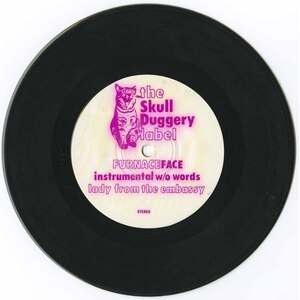 the
Skull
Duggery
label
FURNACEFACE
instrumental w/o words
lady from the embassy
STEREO